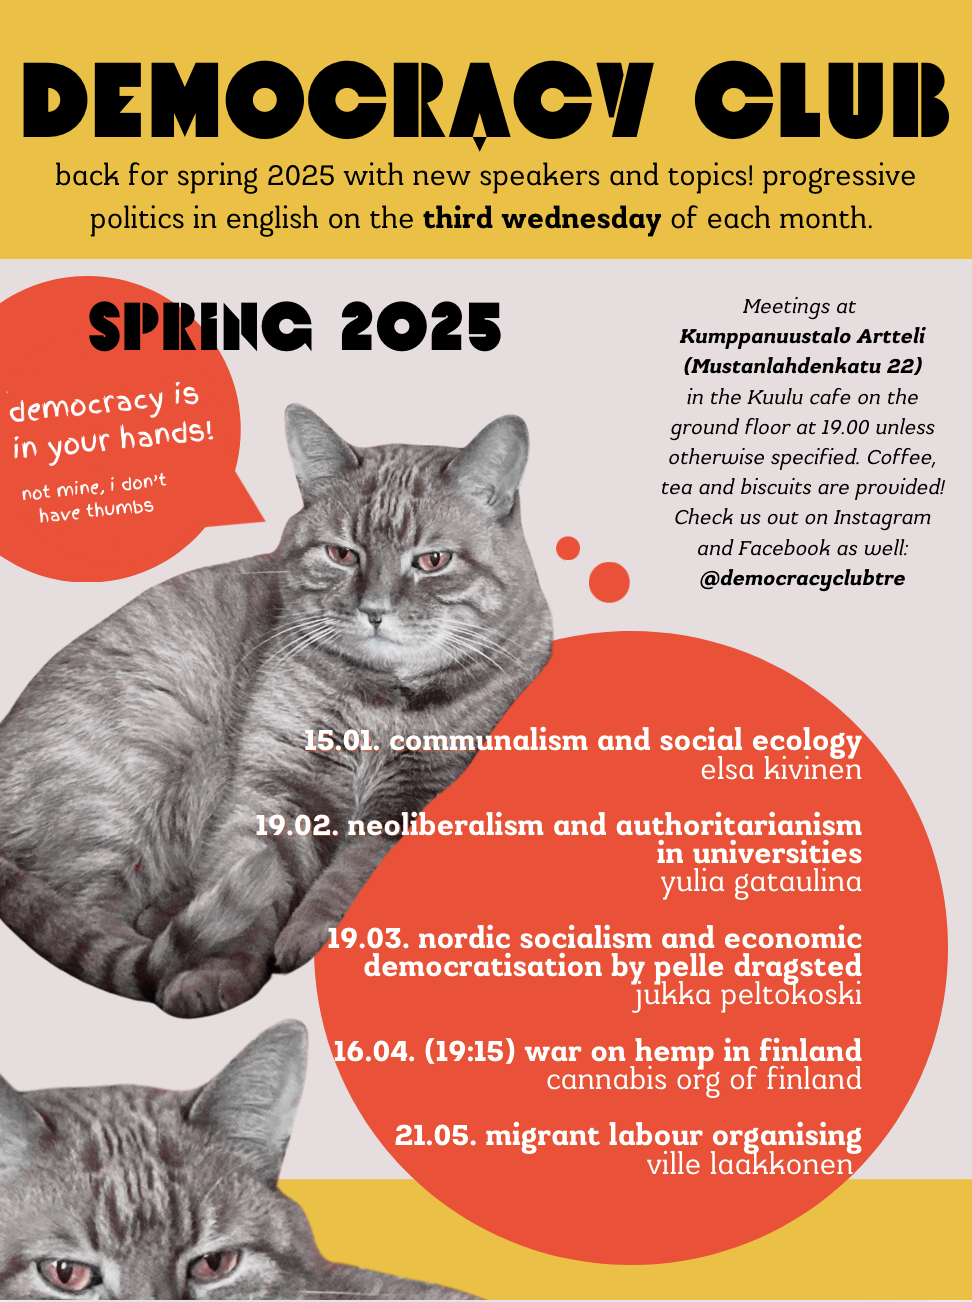 DEMOCRACY CLUB
back for spring 2025 with new speakers and topics! progressive
politics in english on the third wednesday of each month.
SPRING 2025
democracy is
in your hands!
not mine, i don't
have thumbs
Meetings at
Kumppanuustalo Artteli
(Mustanlahdenkatu 22)
in the Kuulu cafe on the
ground floor at 19.00 unless
otherwise specified. Coffee,
tea and biscuits are provided!
Check us out on Instagram
and Facebook as well:
@democracyclubtre
15.01. communalism and social ecology
elsa kivinen
19.02. neoliberalism and authoritarianism
in universities
yulia gataulina
19.03. nordic socialism and economic
democratisation by pelle dragsted
jukka peltokoski
16.04. (19:15) war on hemp in finland
cannabis org of finland
21.05. migrant labour organising
ville laakkonen